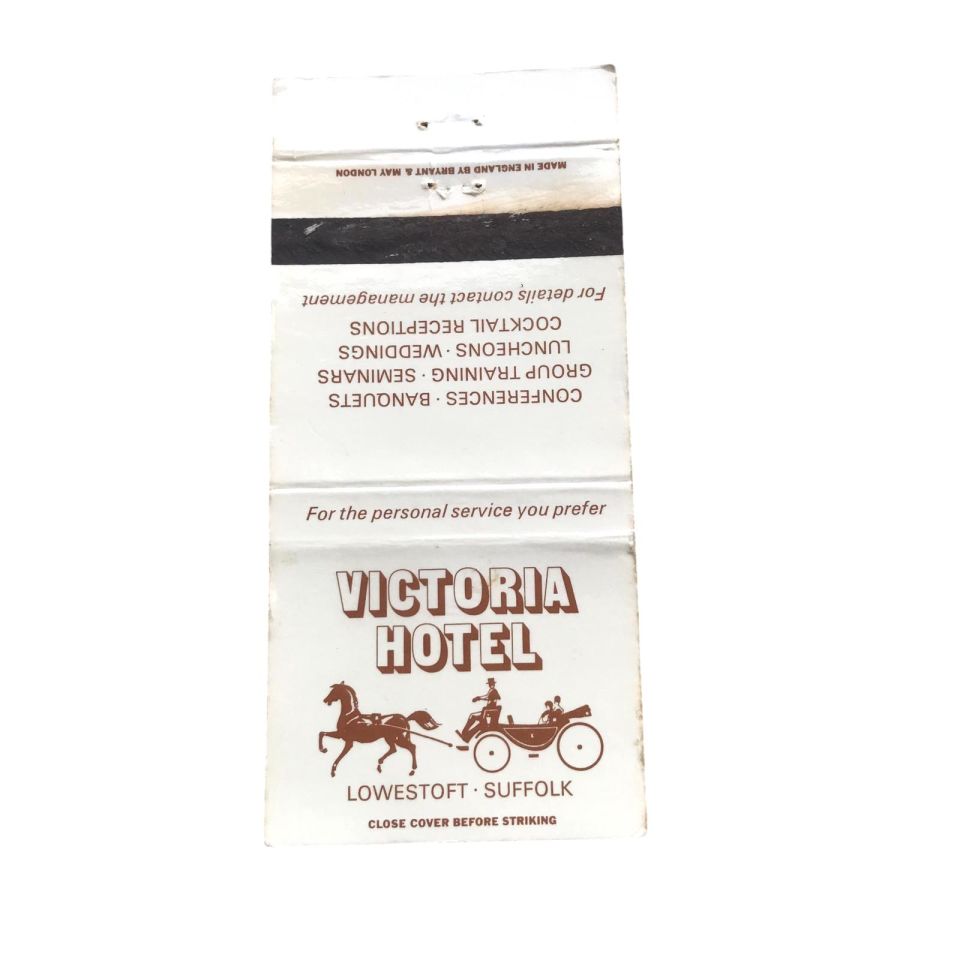 MADE IN ENGLAND BY BRYANT & MAY LONDON
For details contact the management
COCKTAIL RECEPTIONS
LUNCHEONS · WEDDINGS
GROUP TRAINING · SEMINARS
CONFERENCES · BANQUETS
For the personal service you prefer
VICTORIA
HOTEL
LOWESTOFT · SUFFOLK
CLOSE COVER BEFORE STRIKING